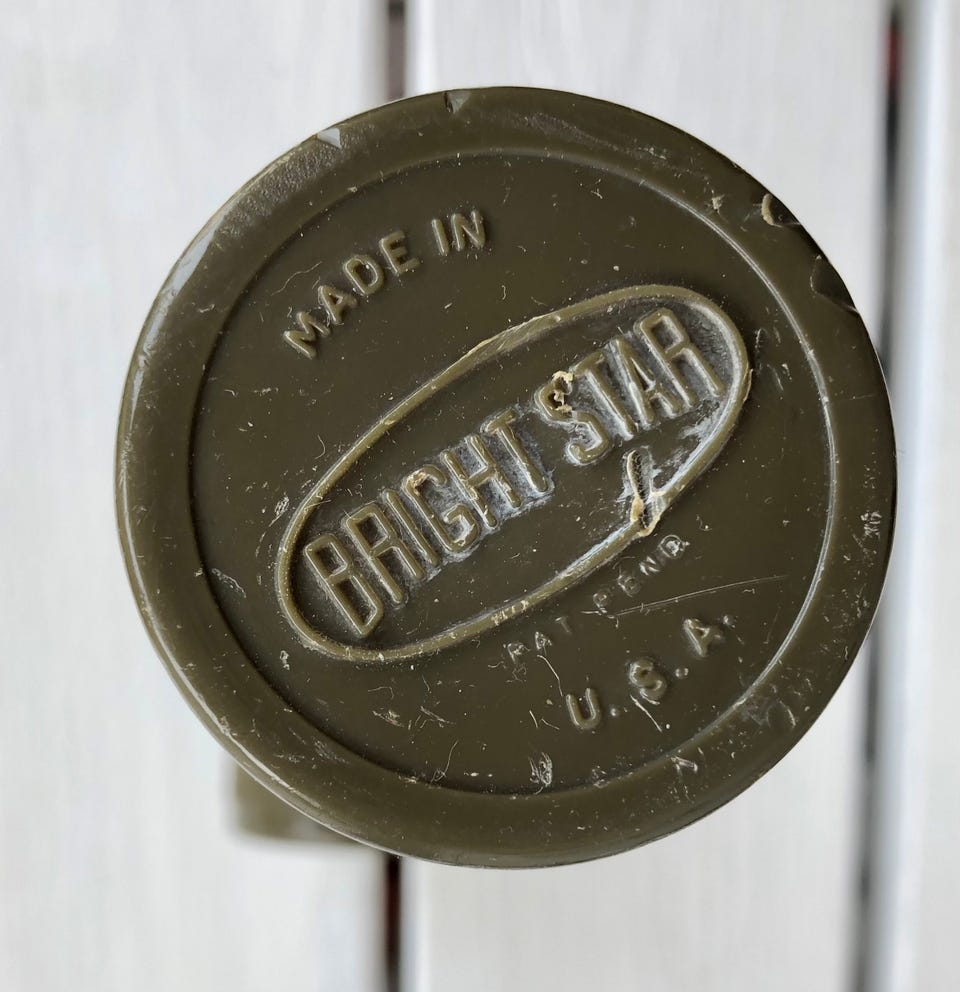 MADE IN
BRIGHT STAR
PAT PEND
U.S.A.